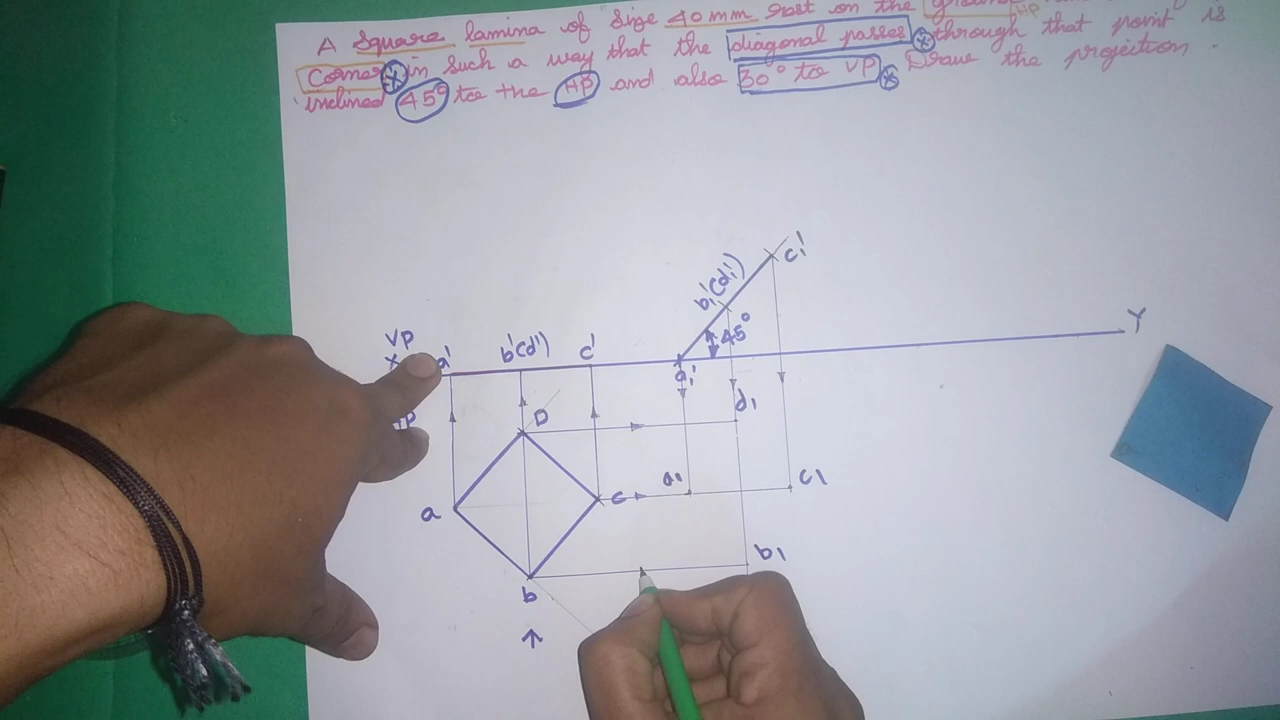 A Square lamina of size 40 mm rest on the ground HP
Corner in such a way that the diagonal passes through that point is
inclined 45° to the HP and also 30° to VP. Draw the projection.
c1'
b1'(d1')
45°
Y
VP
X a' b'(d') c'
a1'
d1
D
a1 c1
a c
b1
b